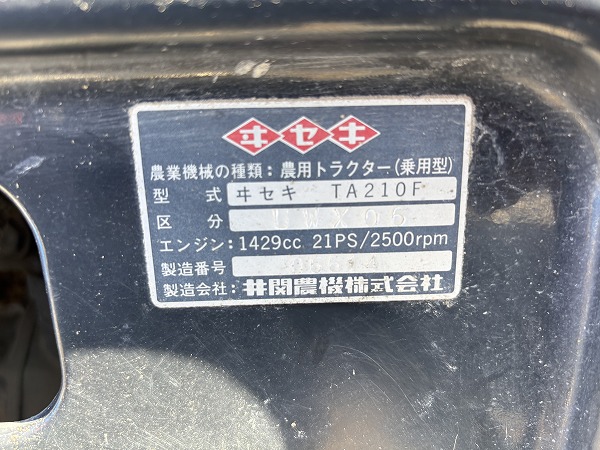 ヰセキ
農業機械の種類：農用トラクター(乗用型)
型式 ヰセキ TA210F
区分 UWX06
エンジン：1429cc 21PS/2500rpm
製造番号
製造会社：井関農機株式会社